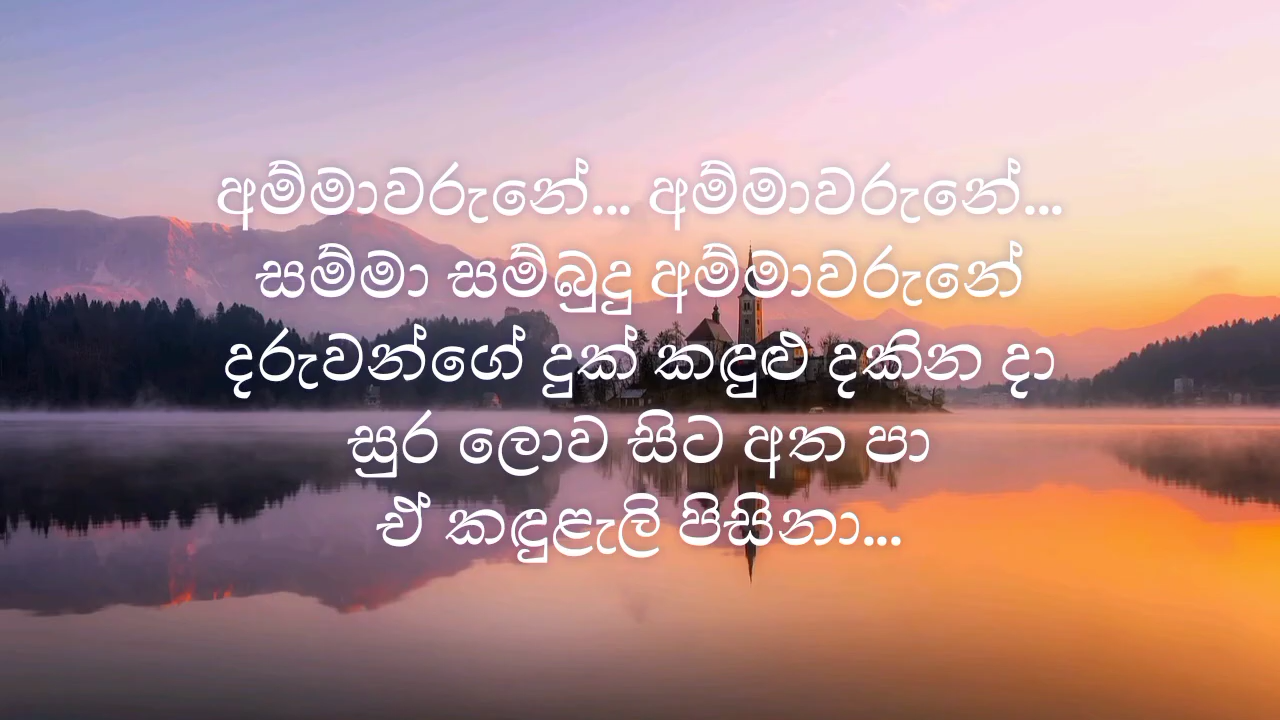 අම්මාවරුනේ... අම්මාවරුනේ...
සම්මා සම්බුදු අම්මාවරුනේ
දරුවන්ගේ දුක් කඳුළු දකින දා
සුර ලොව සිට අත පා
ඒ කඳුළැලි පිසිනා...